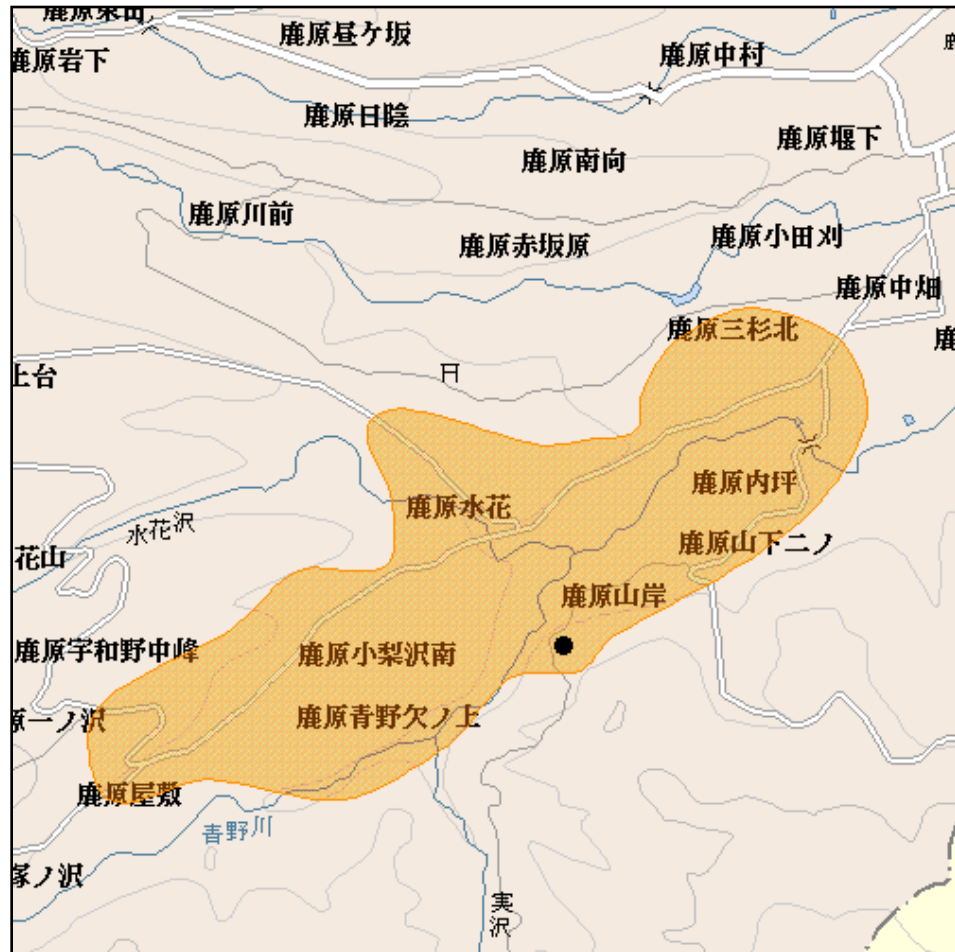 鹿原昼ケ坂
鹿原岩下
鹿原中村
鹿原日陰
鹿原堰下
鹿原南向
鹿原川前
鹿原小田刈
鹿原赤坂原
鹿原中畑
鹿原三杉北
上台
鹿原内坪
鹿原水花
水花沢
鹿原山下二ノ
花山
鹿原山岸
鹿原宇和野中峰
鹿原小梨沢南
原一ノ沢
鹿原青野欠ノ上
鹿原屋敷
青野川
塚ノ沢
実沢